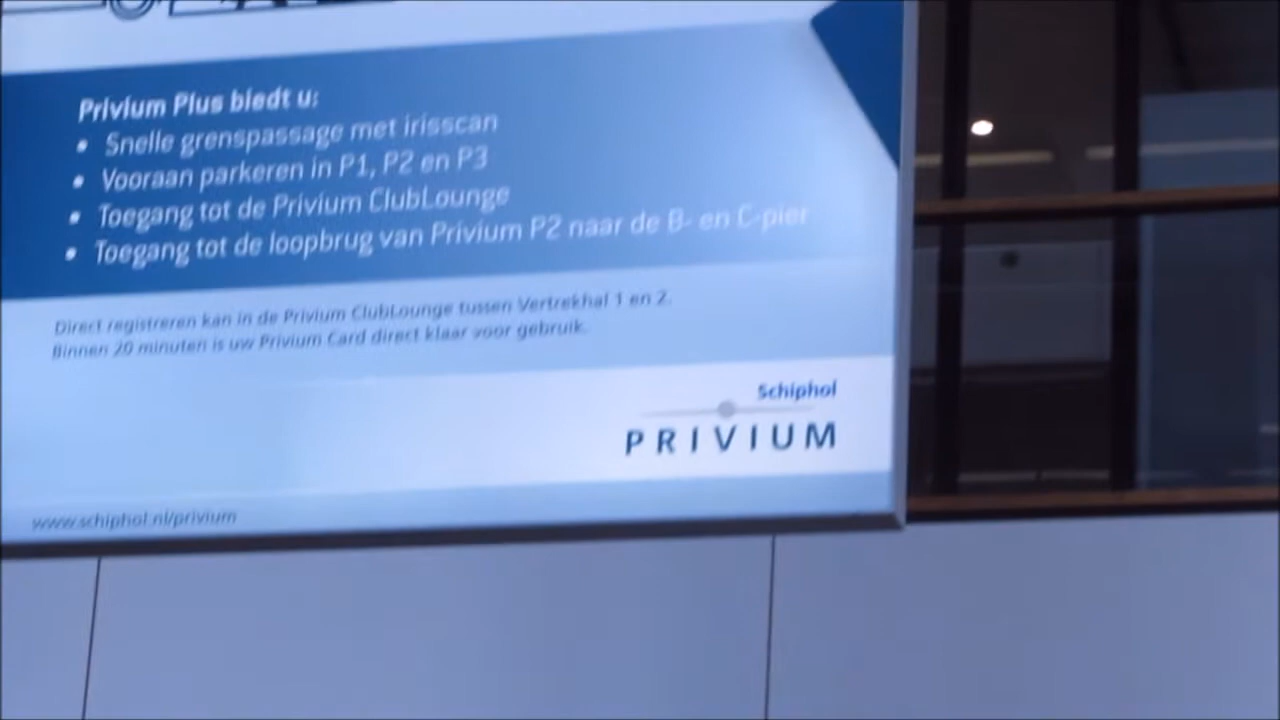 Privium Plus biedt u:
• Snelle grenspassage met irisscan
• Vooraan parkeren in P1, P2 en P3
• Toegang tot de Privium ClubLounge
• Toegang tot de loopbrug van Privium P2 naar de B- en C-pier
Direct registreren kan in de Privium ClubLounge tussen Vertrekhal 1 en 2.
Binnen 20 minuten is uw Privium Card direct klaar voor gebruik.
Schiphol
PRIVIUM
www.schiphol.nl/privium